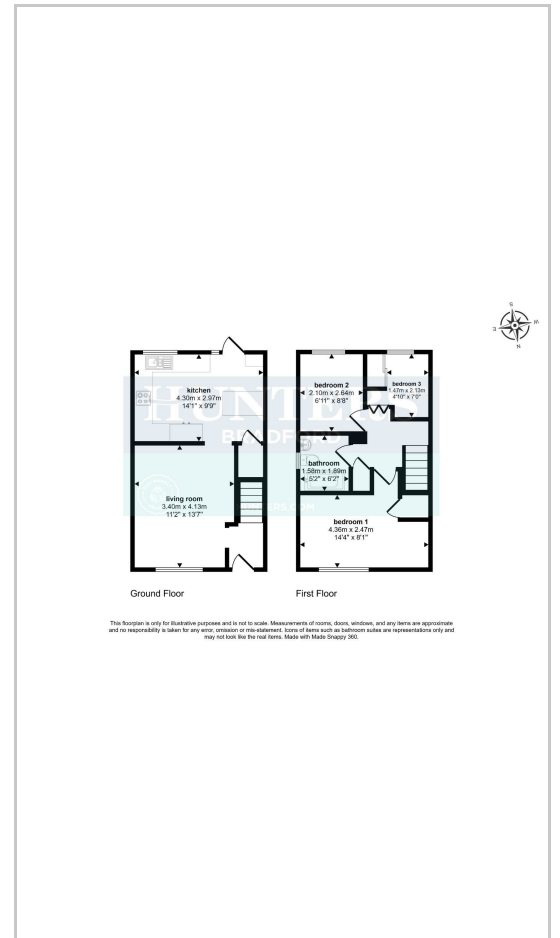 S
E W
N
kitchen
4.30m x 2.97m
14'1" x 9'9"
bedroom 2
2.10m x 2.64m
6'11" x 8'8"
bedroom 3
1.47m x 2.13m
4'10" x 7'0"
HUNTERS
BRADFORD
bathroom
1.58m x 1.89m
5'2" x 6'2"
living room
3.40m x 4.13m
11'2" x 13'7"
bedroom 1
4.36m x 2.47m
14'4" x 8'1"
Ground Floor
First Floor
This floorplan is only for illustrative purposes and is not to scale. Measurements of rooms, doors, windows, and any items are approximate
and no responsibility is taken for any error, omission or mis-statement. Icons of items such as bathroom suites are representations only and
may not look like the real items. Made with Made Snappy 360.